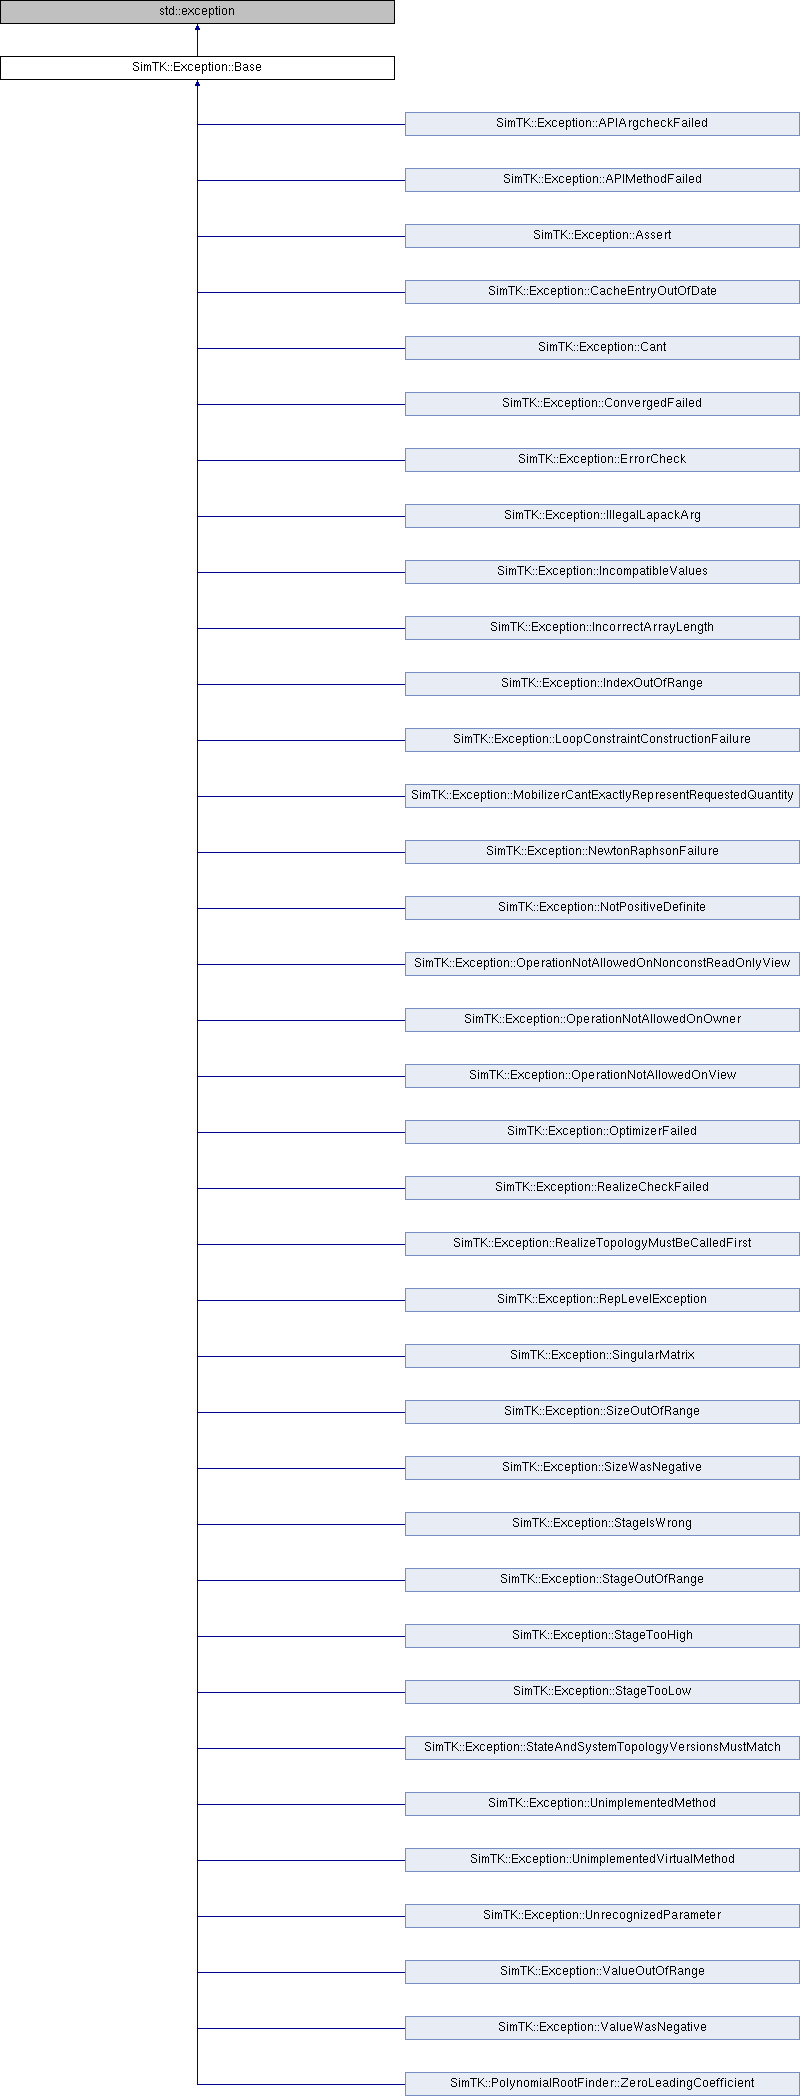 std::exception
SimTK::Exception::Base
SimTK::Exception::APIArgcheckFailed
SimTK::Exception::APIMethodFailed
SimTK::Exception::Assert
SimTK::Exception::CacheEntryOutOfDate
SimTK::Exception::Cant
SimTK::Exception::ConvergedFailed
SimTK::Exception::ErrorCheck
SimTK::Exception::IllegalLapackArg
SimTK::Exception::IncompatibleValues
SimTK::Exception::IncorrectArrayLength
SimTK::Exception::IndexOutOfRange
SimTK::Exception::LoopConstraintConstructionFailure
SimTK::Exception::MobilizerCantExactlyRepresentRequestedQuantity
SimTK::Exception::NewtonRaphsonFailure
SimTK::Exception::NotPositiveDefinite
SimTK::Exception::OperationNotAllowedOnNonconstReadOnlyView
SimTK::Exception::OperationNotAllowedOnOwner
SimTK::Exception::OperationNotAllowedOnView
SimTK::Exception::OptimizerFailed
SimTK::Exception::RealizeCheckFailed
SimTK::Exception::RealizeTopologyMustBeCalledFirst
SimTK::Exception::RepLevelException
SimTK::Exception::SingularMatrix
SimTK::Exception::SizeOutOfRange
SimTK::Exception::SizeWasNegative
SimTK::Exception::StageIsWrong
SimTK::Exception::StageOutOfRange
SimTK::Exception::StageTooHigh
SimTK::Exception::StageTooLow
SimTK::Exception::StateAndSystemTopologyVersionsMustMatch
SimTK::Exception::UnimplementedMethod
SimTK::Exception::UnimplementedVirtualMethod
SimTK::Exception::UnrecognizedParameter
SimTK::Exception::ValueOutOfRange
SimTK::Exception::ValueWasNegative
SimTK::PolynomialRootFinder::ZeroLeadingCoefficient